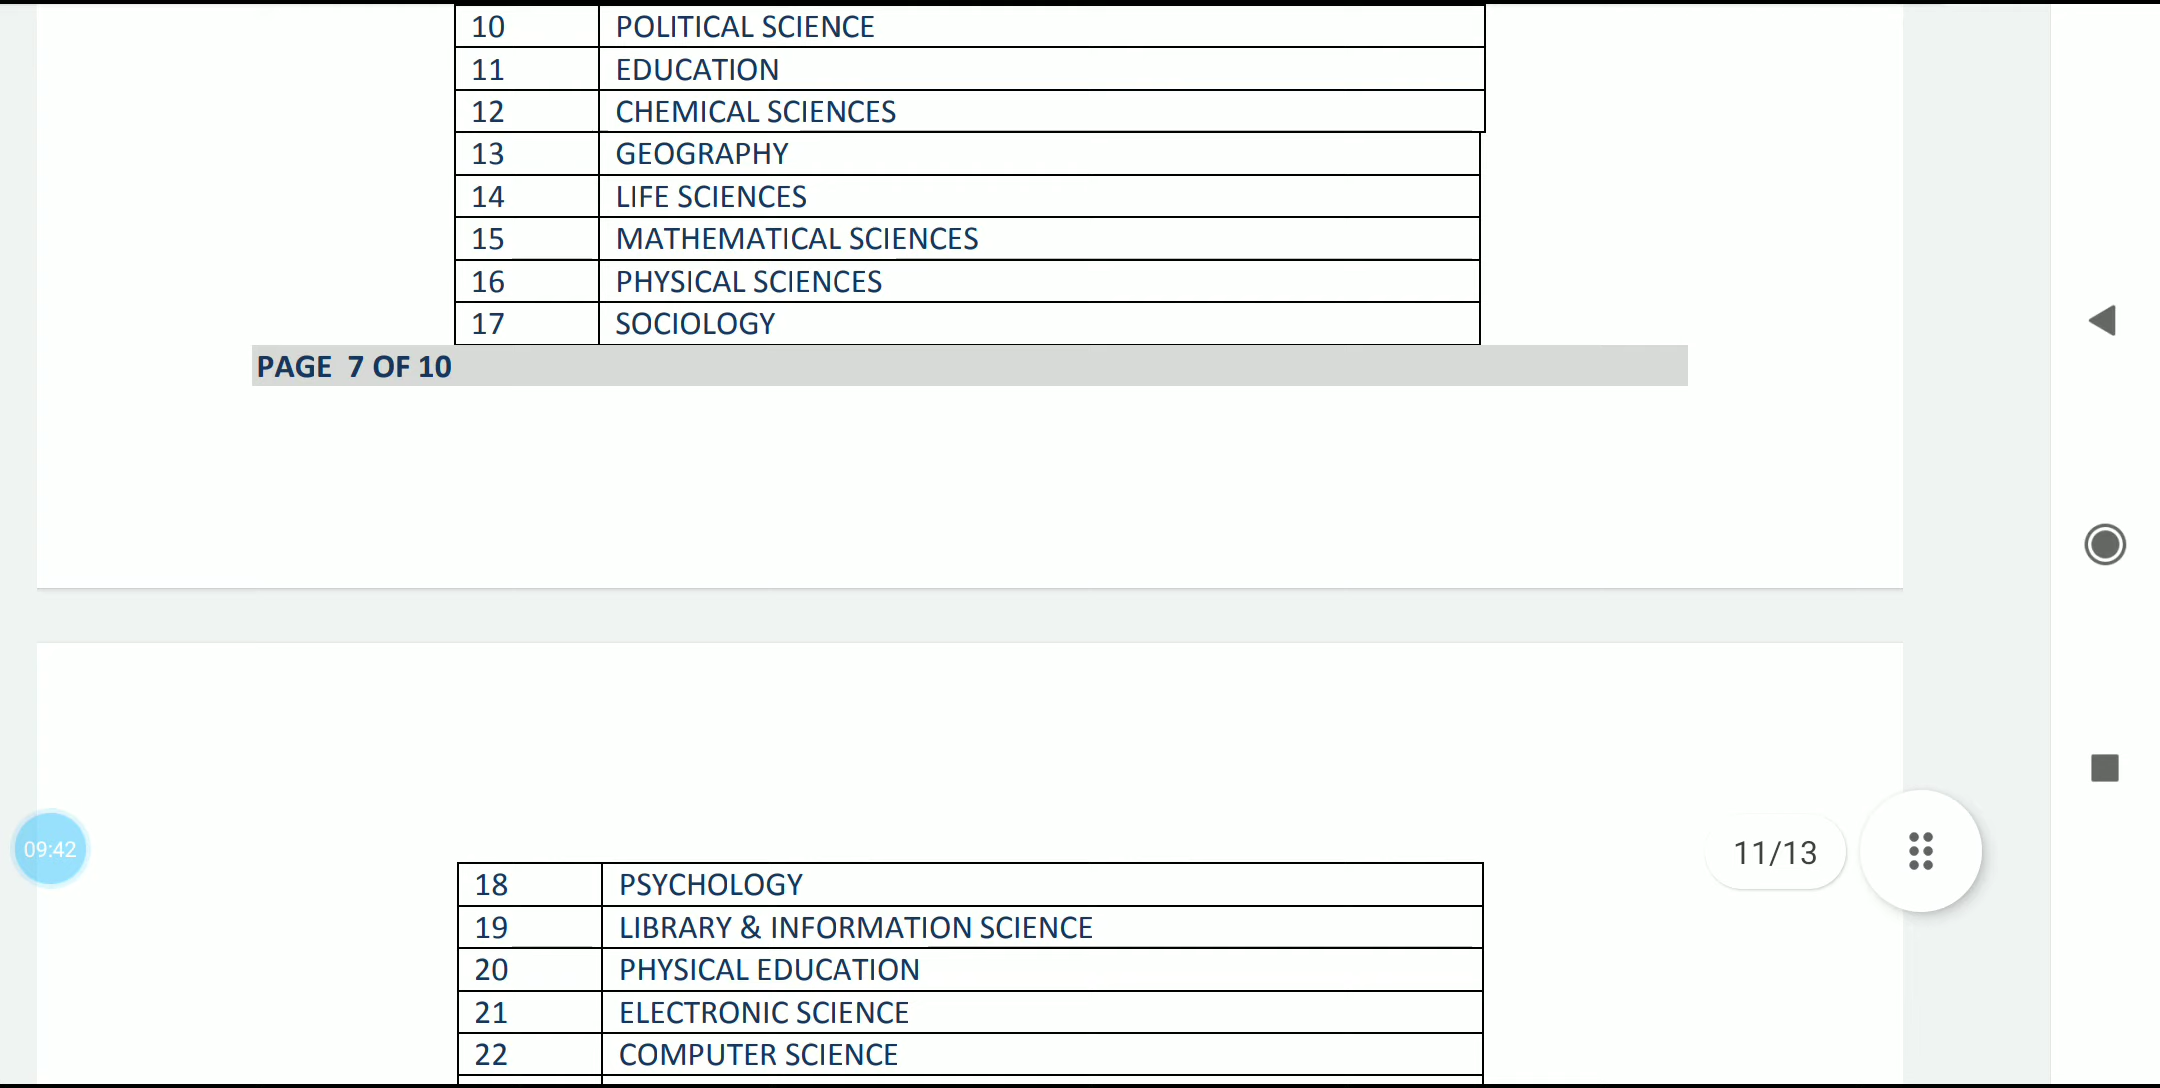 10 POLITICAL SCIENCE
11 EDUCATION
12 CHEMICAL SCIENCES
13 GEOGRAPHY
14 LIFE SCIENCES
15 MATHEMATICAL SCIENCES
16 PHYSICAL SCIENCES
17 SOCIOLOGY
PAGE 7 OF 10
09:42
11/13
18 PSYCHOLOGY
19 LIBRARY & INFORMATION SCIENCE
20 PHYSICAL EDUCATION
21 ELECTRONIC SCIENCE
22 COMPUTER SCIENCE